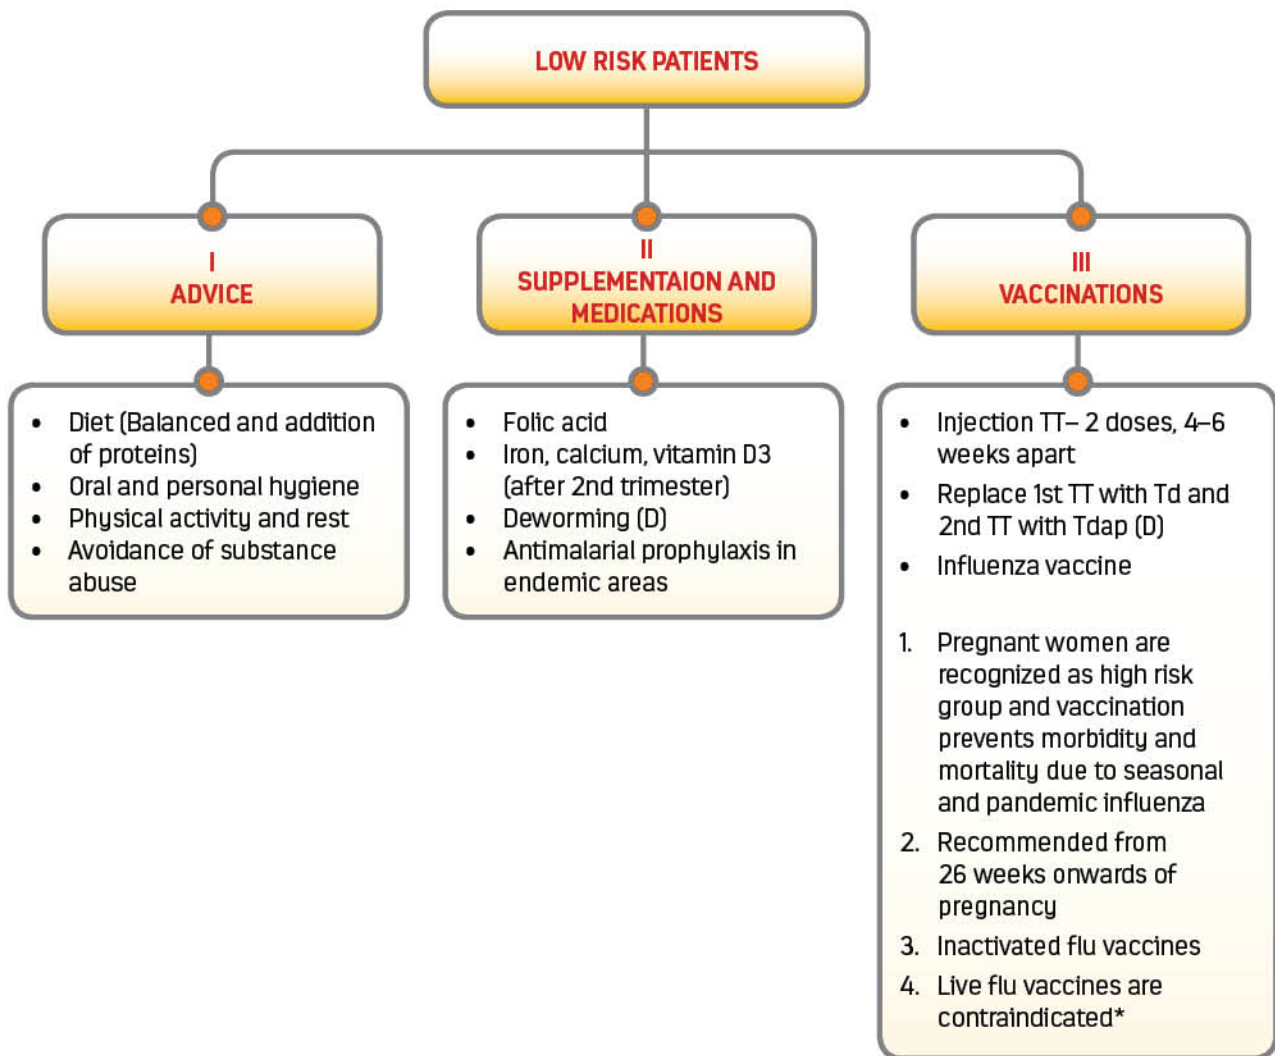 LOW RISK PATIENTS
I
ADVICE
• Diet (Balanced and addition
of proteins)
• Oral and personal hygiene
• Physical activity and rest
• Avoidance of substance
abuse
II
SUPPLEMENTAION AND
MEDICATIONS
• Folic acid
• Iron, calcium, vitamin D3
(after 2nd trimester)
• Deworming (D)
• Antimalarial prophylaxis in
endemic areas
III
VACCINATIONS
• Injection TT– 2 doses, 4–6
weeks apart
• Replace 1st TT with Td and
2nd TT with Tdap (D)
• Influenza vaccine
1. Pregnant women are
recognized as high risk
group and vaccination
prevents morbidity and
mortality due to seasonal
and pandemic influenza
2. Recommended from
26 weeks onwards of
pregnancy
3. Inactivated flu vaccines
4. Live flu vaccines are
contraindicated*